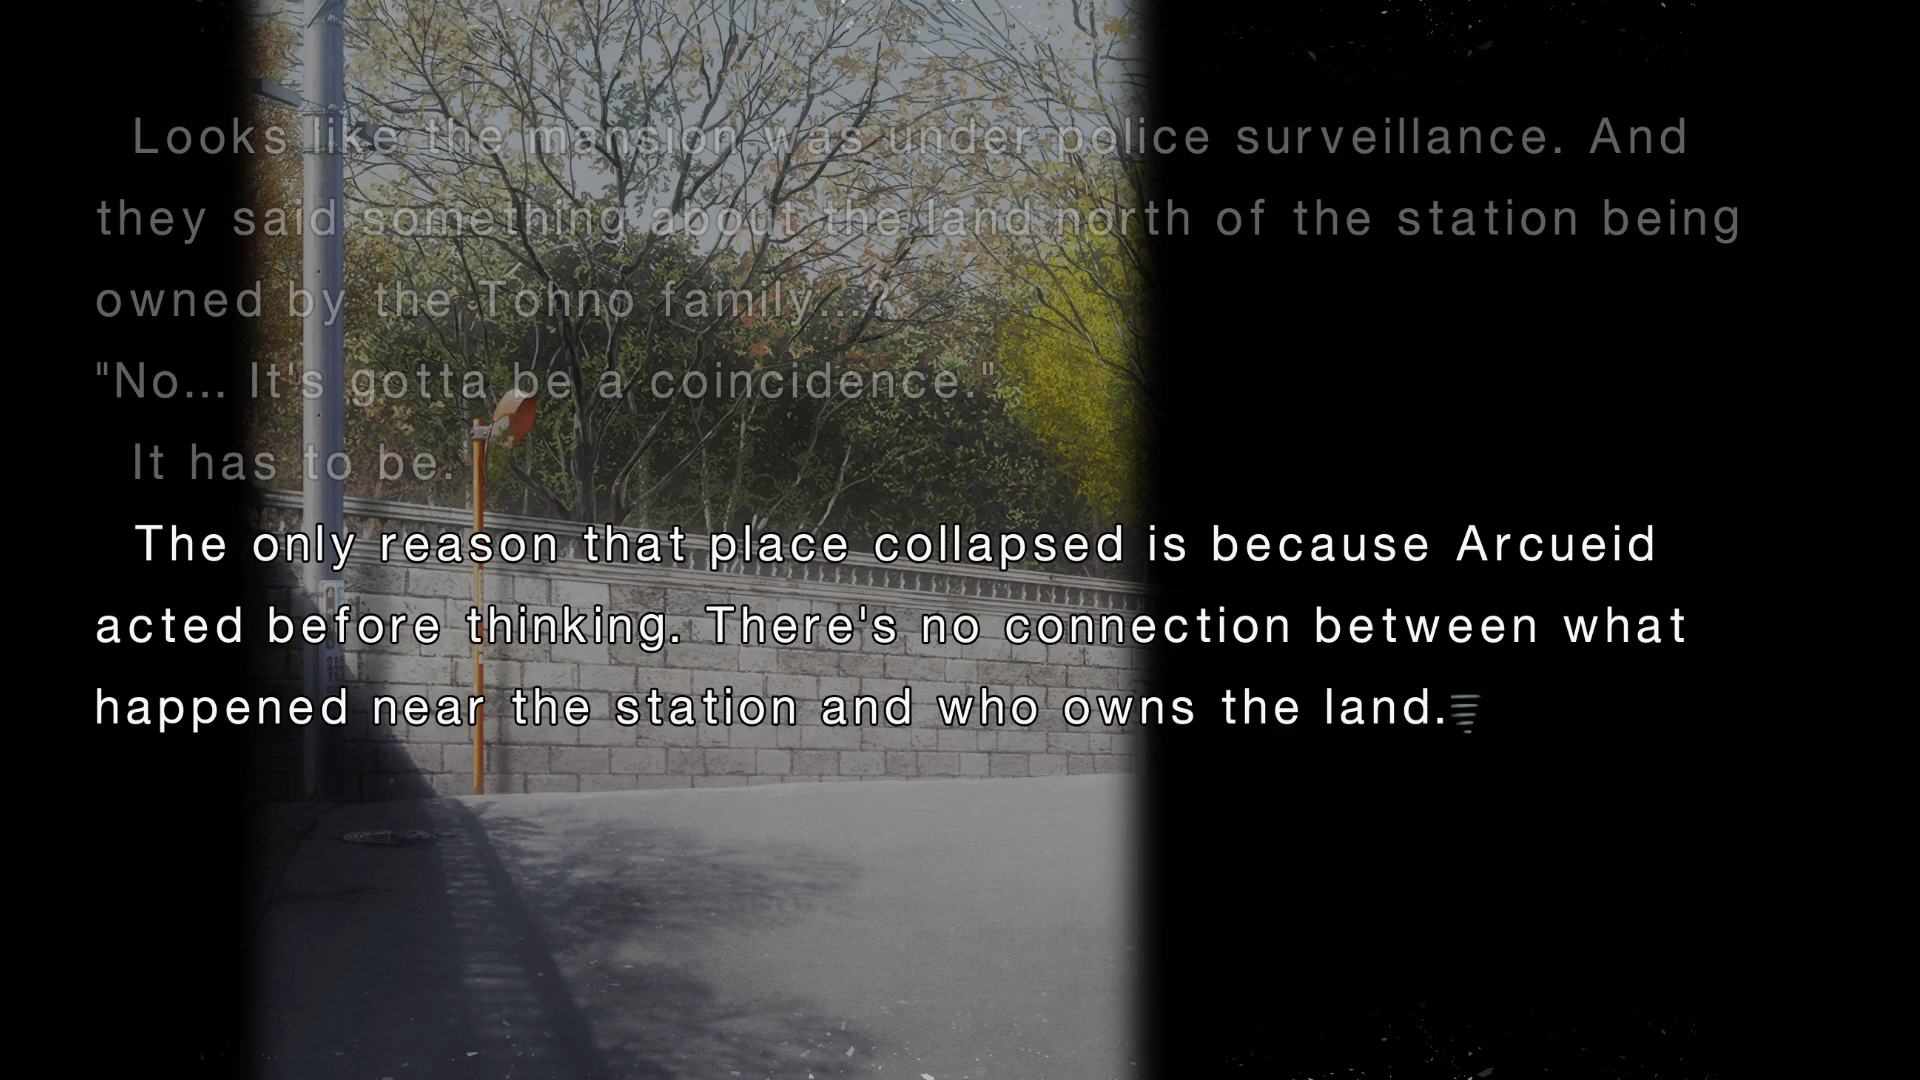 Looks like the mansion was under police surveillance. And
they said something about the land north of the station being
owned by the Tohno family...?
"No... It's gotta be a coincidence."
It has to be.
The only reason that place collapsed is because Arcueid
acted before thinking. There's no connection between what
happened near the station and who owns the land.